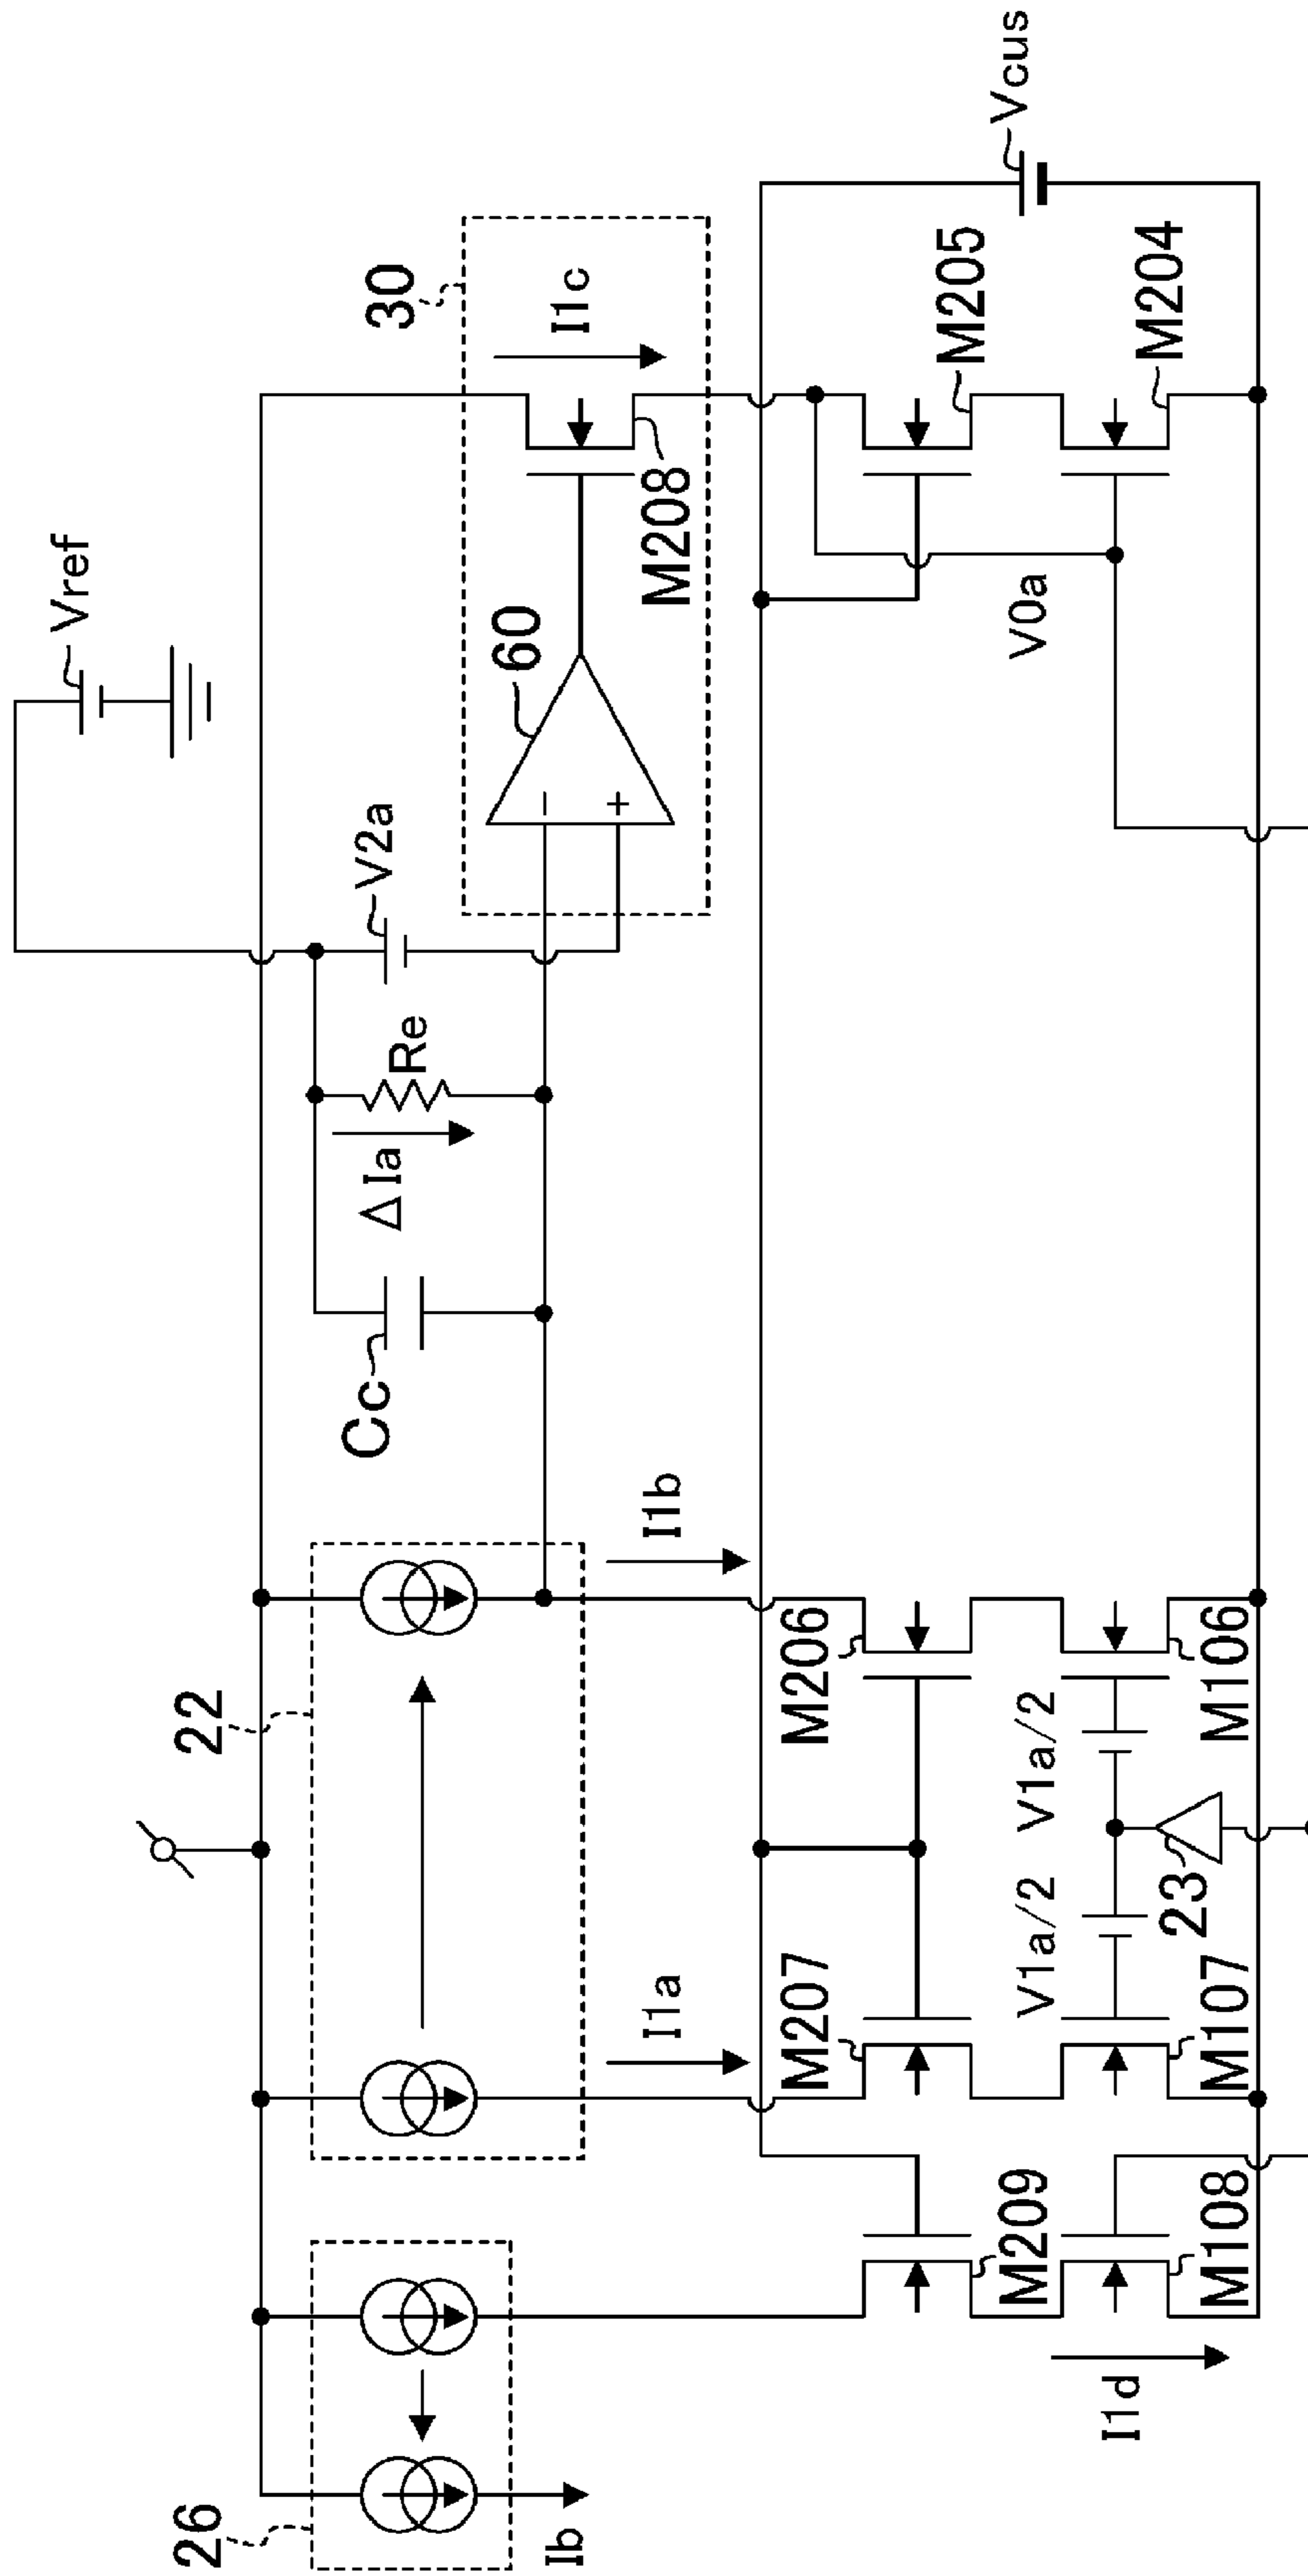 Vref
22
26
30
V2a
Cc
Re
ΔIa
60
−
+
I1c
M208
Ib
I1a
I1b
Vcus
M207
M206
M205
M209
V1a/2
V1a/2
V0a
M108
M107
23
M106
M204
I1d